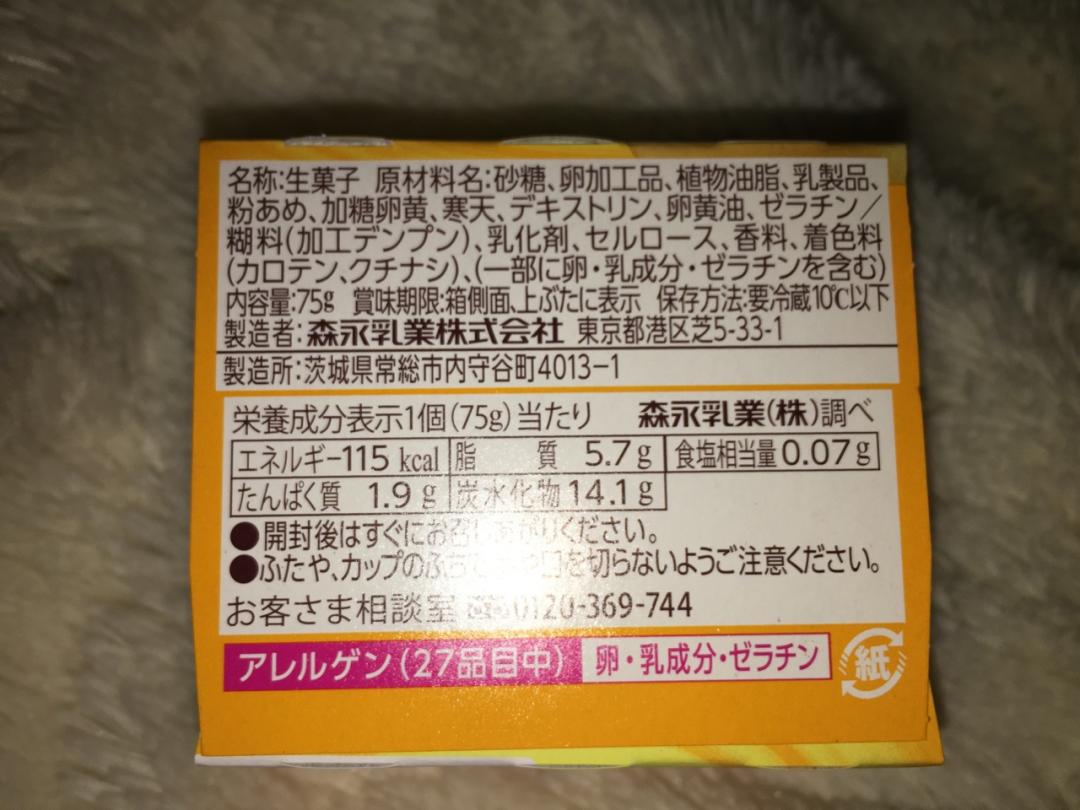 名称:生菓子 原材料名:砂糖、卵加工品、植物油脂、乳製品、
粉あめ、加糖卵黄、寒天、デキストリン、卵黄油、ゼラチン／
糊料(加工デンプン)、乳化剤、セルロース、香料、着色料
(カロテン、クチナシ)、(一部に卵・乳成分・ゼラチンを含む)
内容量:75g 賞味期限:箱側面、上ぶたに表示 保存方法:要冷蔵10℃以下
製造者:森永乳業株式会社 東京都港区芝5-33-1
製造所:茨城県常総市内守谷町4013−1
栄養成分表示1個(75g)当たり 森永乳業(株)調べ
エネルギー115 kcal 脂質 5.7g 食塩相当量0.07g
たんぱく質 1.9g 炭水化物14.1g
●開封後はすぐにお召しあがりください。
●ふたや、カップのふちで手や口を切らないようご注意ください。
お客さま相談室 0120-369-744
アレルゲン(27品目中) 卵・乳成分・ゼラチン
紙